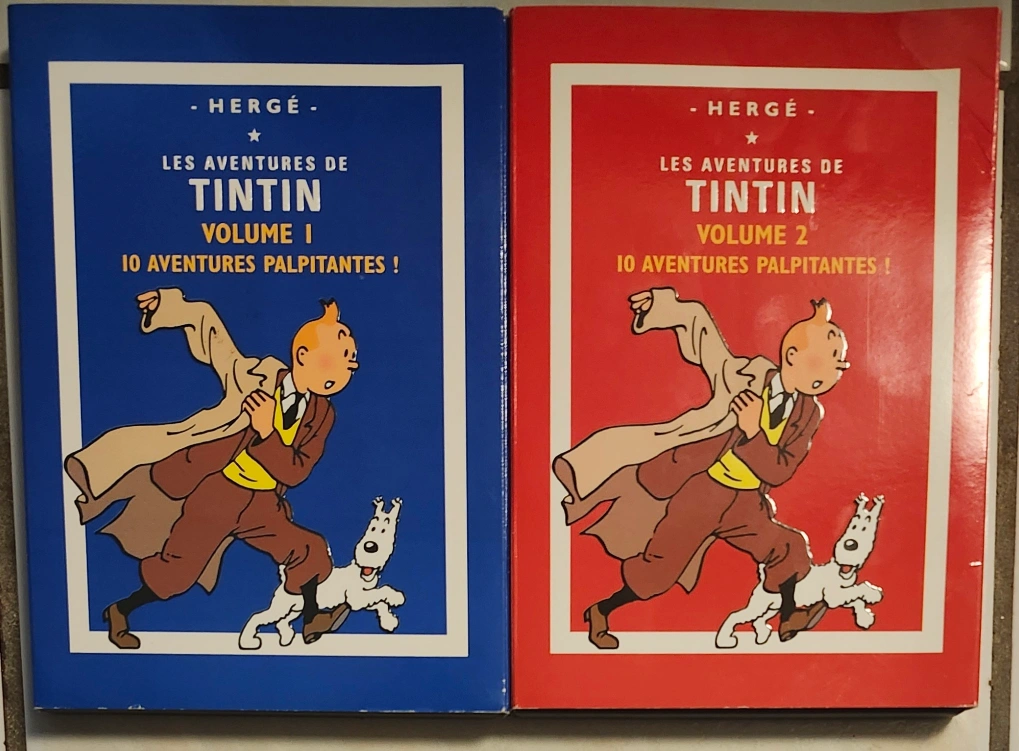 - HERGÉ -
LES AVENTURES DE
TINTIN
VOLUME 1
10 AVENTURES PALPITANTES !
- HERGÉ -
LES AVENTURES DE
TINTIN
VOLUME 2
10 AVENTURES PALPITANTES !